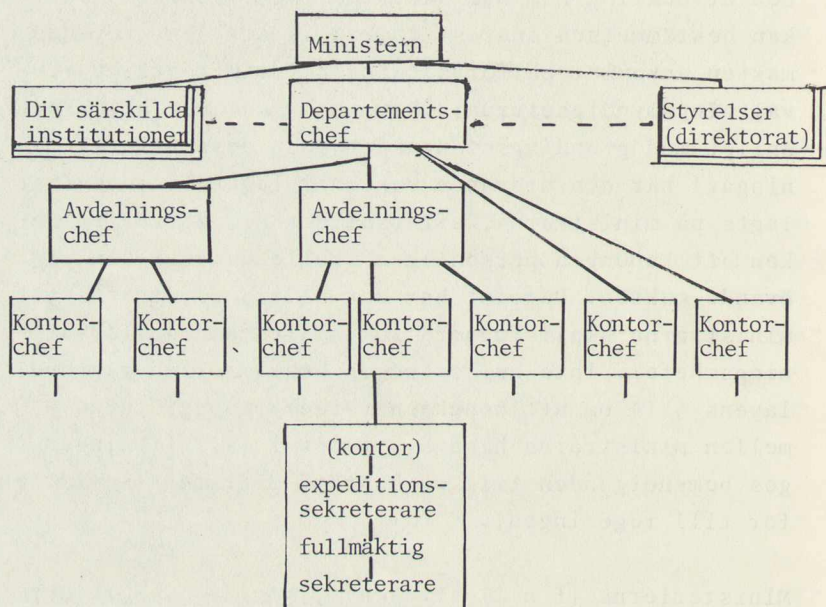 Ministern
Div särskilda
institutioner
Departements-
chef
Styrelser
(direktorat)
Avdelnings-
chef
Avdelnings-
chef
Kontor-
chef
Kontor-
chef
Kontor-
chef
Kontor-
chef
Kontor-
chef
Kontor-
chef
Kontor-
chef
(kontor)
expeditions-
sekreterare
fullmäktig
sekreterare